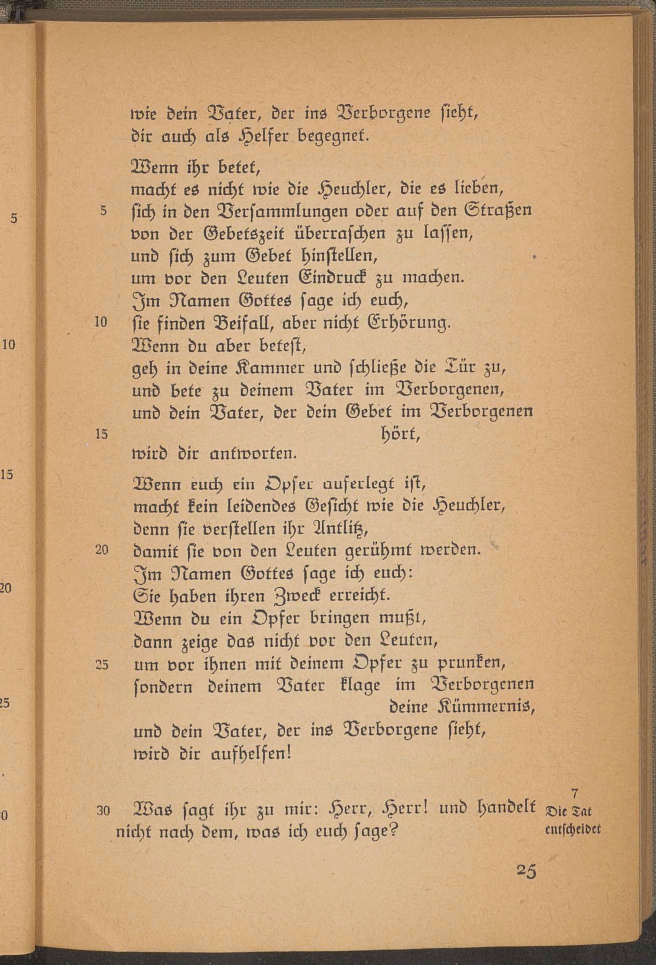 wie dein Vater, der ins Verborgene sieht,
dir auch als Helfer begegnet.
Wenn ihr betet,
macht es nicht wie die Heuchler, die es lieben,
5 sich in den Versammlungen oder auf den Straßen
von der Gebetszeit überraschen zu lassen,
und sich zum Gebet hinstellen,
um vor den Leuten Eindruck zu machen.
Im Namen Gottes sage ich euch,
10 sie finden Beifall, aber nicht Erhörung.
Wenn du aber betest,
geh in deine Kammer und schließe die Tür zu,
und bete zu deinem Vater im Verborgenen,
und dein Vater, der dein Gebet im Verborgenen
15 hört,
wird dir antworten.
Wenn euch ein Opfer auferlegt ist,
macht kein leidendes Gesicht wie die Heuchler,
denn sie verstellen ihr Antlitz,
20 damit sie von den Leuten gerühmt werden.
Im Namen Gottes sage ich euch:
Sie haben ihren Zweck erreicht.
Wenn du ein Opfer bringen mußt,
dann zeige das nicht vor den Leuten,
25 um vor ihnen mit deinem Opfer zu prunken,
sondern deinem Vater klage im Verborgenen
deine Kümmernis,
und dein Vater, der ins Verborgene sieht,
wird dir aufhelfen!
30 Was sagt ihr zu mir: Herr, Herr! und handelt
nicht nach dem, was ich euch sage?
7
Die Tat
entscheidet
25
5
10
15
20
25
0